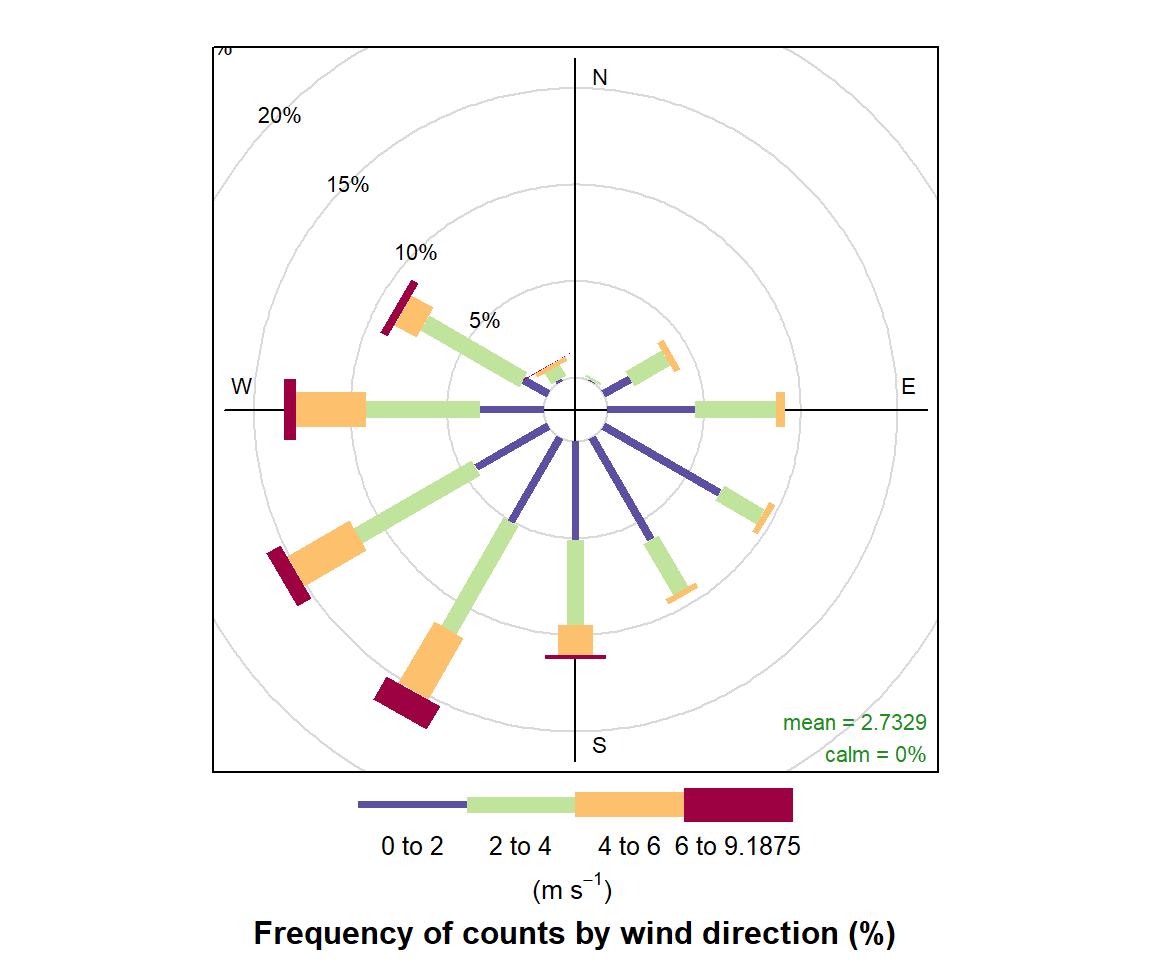 %
N
20%
15%
10%
5%
W
E
S
mean = 2.7329
calm = 0%
0 to 2 2 to 4 4 to 6 6 to 9.1875
(m s⁻¹)
Frequency of counts by wind direction (%)